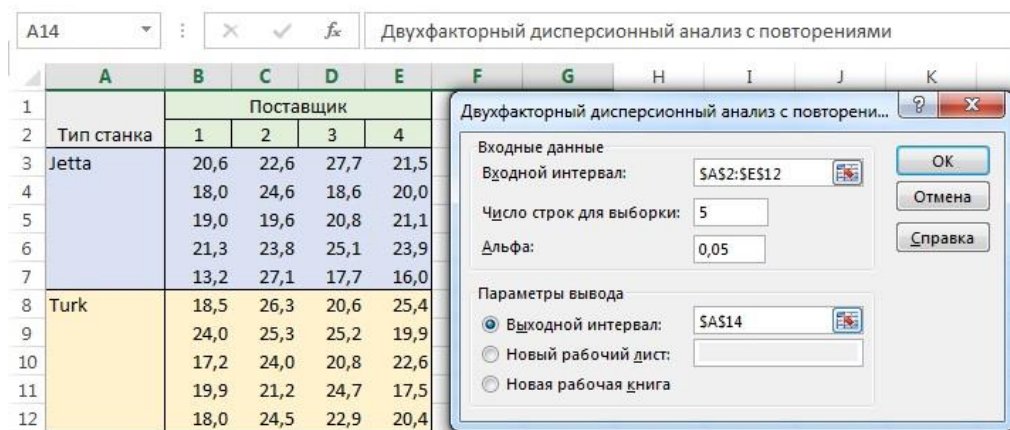 A14 fx Двухфакторный дисперсионный анализ с повторениями
A B C D E F G H I J K
1 Поставщик
2 Тип станка 1 2 3 4
3 Jetta 20,6 22,6 27,7 21,5
4 18,0 24,6 18,6 20,0
5 19,0 19,6 20,8 21,1
6 21,3 23,8 25,1 23,9
7 13,2 27,1 17,7 16,0
8 Turk 18,5 26,3 20,6 25,4
9 24,0 25,3 25,2 19,9
10 17,2 24,0 20,8 22,6
11 19,9 21,2 24,7 17,5
12 18,0 24,5 22,9 20,4
Двухфакторный дисперсионный анализ с повторени...
Входные данные
Входной интервал: $A$2:$E$12
Число строк для выборки: 5
Альфа: 0,05
Параметры вывода
Выходной интервал: $A$14
Новый рабочий лист:
Новая рабочая книга
OK
Отмена
Справка